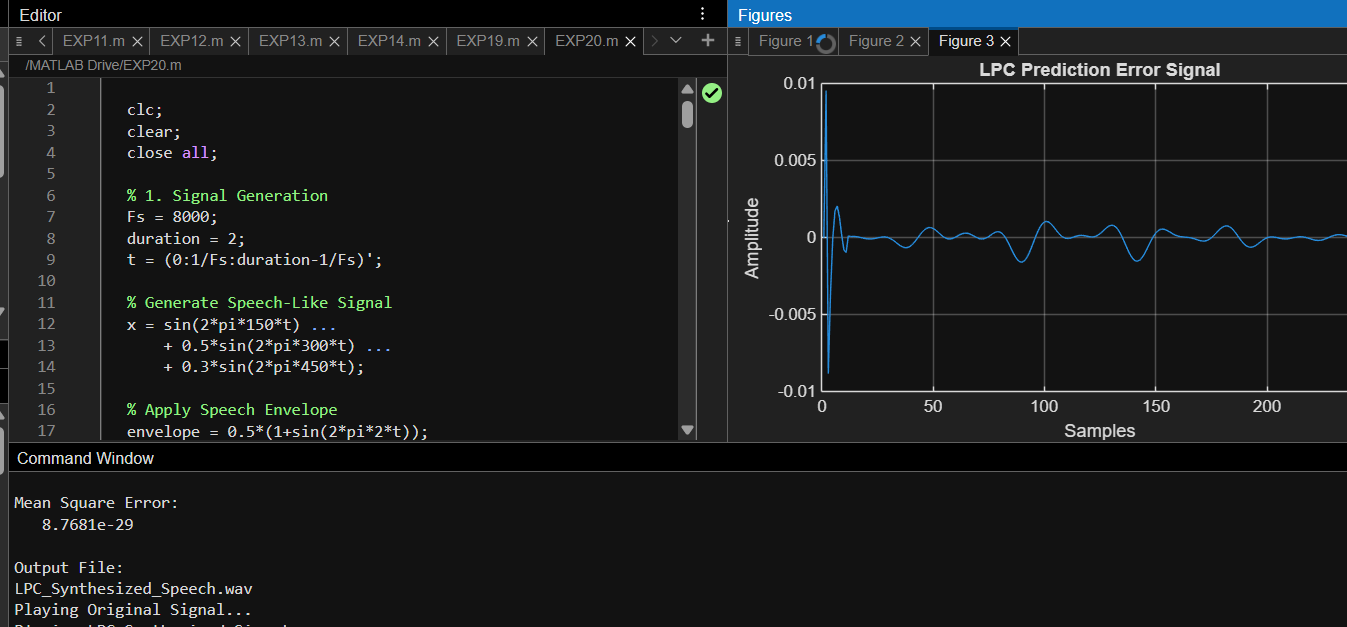 Editor
EXP11.m
EXP12.m
EXP13.m
EXP14.m
EXP19.m
EXP20.m
/MATLAB Drive/EXP20.m
1
2 clc;
3 clear;
4 close all;
5
6 % 1. Signal Generation
7 Fs = 8000;
8 duration = 2;
9 t = (0:1/Fs:duration-1/Fs)';
10
11 % Generate Speech-Like Signal
12 x = sin(2*pi*150*t) ...
13 + 0.5*sin(2*pi*300*t) ...
14 + 0.3*sin(2*pi*450*t);
15
16 % Apply Speech Envelope
17 envelope = 0.5*(1+sin(2*pi*2*t));
Figures
Figure 1
Figure 2
Figure 3
LPC Prediction Error Signal
0.01
0.005
0
-0.005
-0.01
Amplitude
0 50 100 150 200
Samples
Command Window
Mean Square Error:
8.7681e-29
Output File:
LPC_Synthesized_Speech.wav
Playing Original Signal...